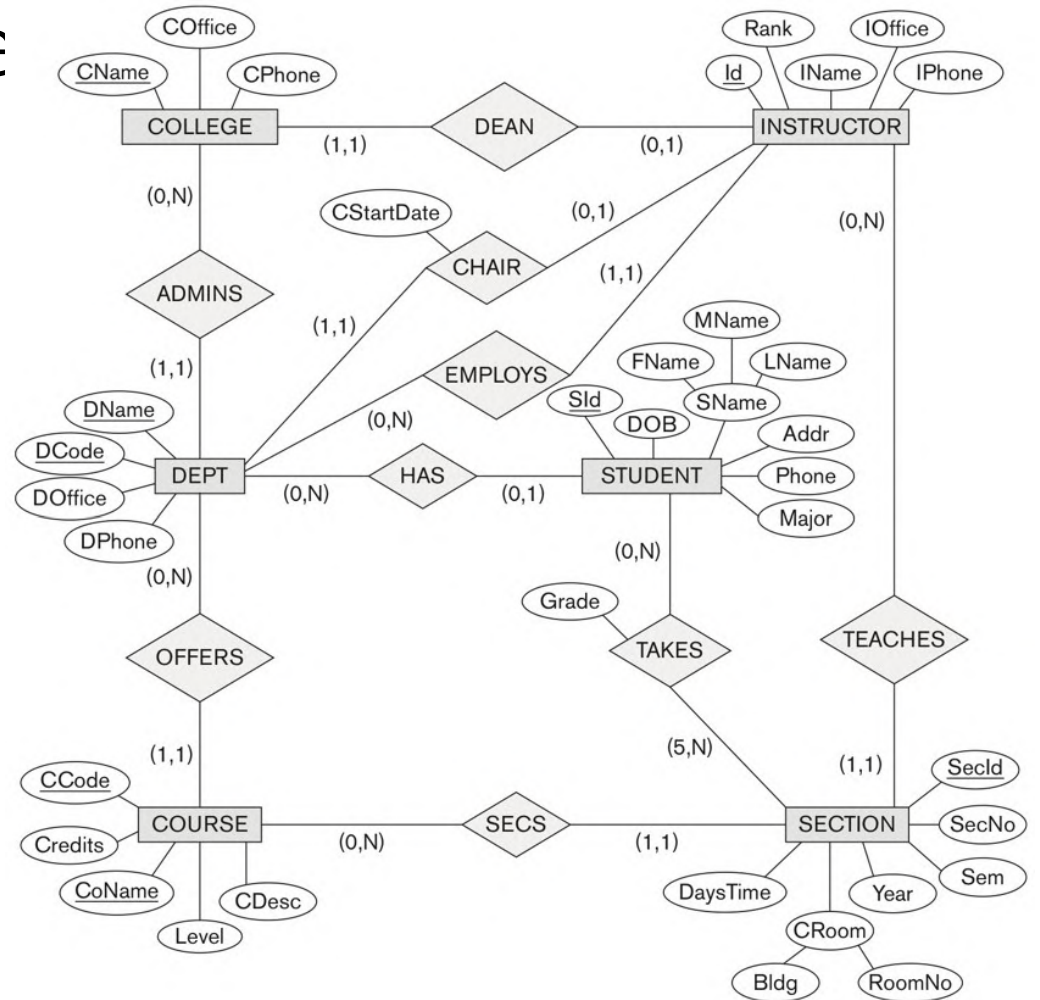 COffice
CName
CPhone
COLLEGE
Rank
IOffice
Id
IName
IPhone
INSTRUCTOR
DEAN
(1,1)
(0,1)
(0,N)
CStartDate
(0,1)
(0,N)
CHAIR
(1,1)
ADMINS
(1,1)
MName
(1,1)
FName
LName
EMPLOYS
SId
SName
DName
(0,N)
DOB
Addr
DCode
DEPT
HAS
STUDENT
Phone
DOffice
(0,N)
(0,1)
Major
DPhone
(0,N)
(0,N)
Grade
OFFERS
TAKES
TEACHES
(1,1)
(5,N)
(1,1)
CCode
SecId
COURSE
SECS
SECTION
SecNo
Credits
(0,N)
(1,1)
CoName
CDesc
DaysTime
Year
Sem
Level
CRoom
Bldg
RoomNo